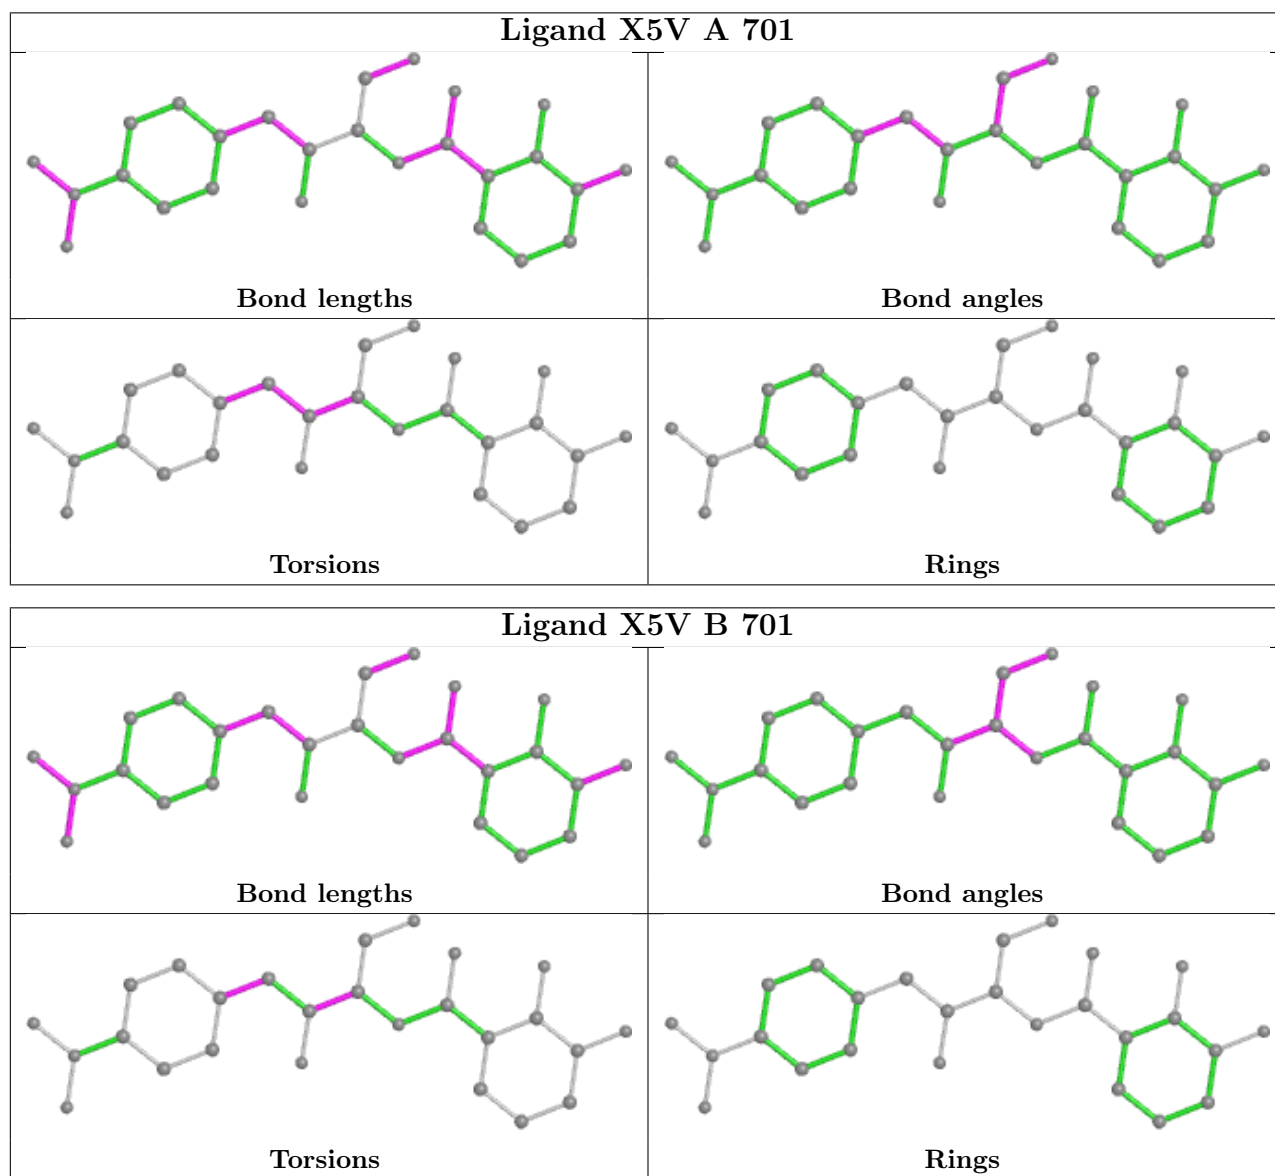 Ligand X5V A 701
Bond lengths
Bond angles
Torsions
Rings
Ligand X5V B 701
Bond lengths
Bond angles
Torsions
Rings